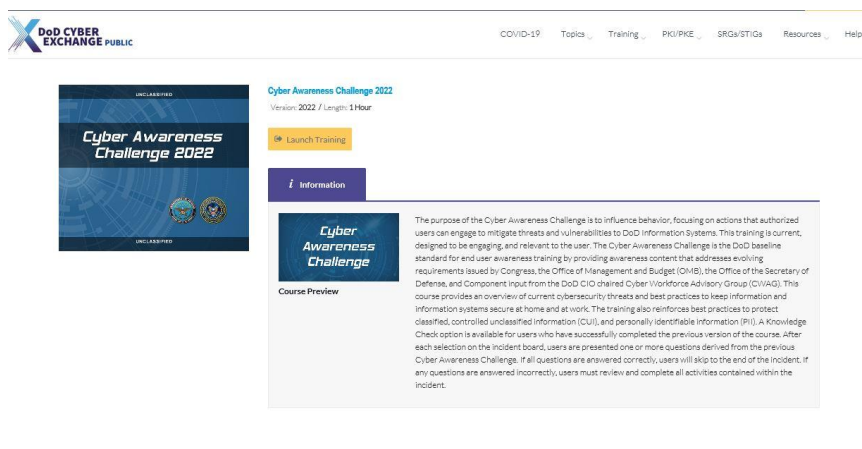 DoD CYBER
EXCHANGE PUBLIC
COVID-19 Topics Training PKI/PKE SRGs/STIGs Resources Help
UNCLASSIFIED
Cyber Awareness
Challenge 2022
UNCLASSIFIED
Cyber Awareness Challenge 2022
Version: 2022 / Length: 1 Hour
Launch Training
i Information
Cyber
Awareness
Challenge
Course Preview
The purpose of the Cyber Awareness Challenge is to influence behavior, focusing on actions that authorized
users can engage to mitigate threats and vulnerabilities to DoD Information Systems. This training is current,
designed to be engaging, and relevant to the user. The Cyber Awareness Challenge is the DoD baseline
standard for end user awareness training by providing awareness content that addresses evolving
requirements issued by Congress, the Office of Management and Budget (OMB), the Office of the Secretary of
Defense, and Component input from the DoD CIO chaired Cyber Workforce Advisory Group (CWAG). This
course provides an overview of current cybersecurity threats and best practices to keep information and
information systems secure at home and at work. The training also reinforces best practices to protect
classified, controlled unclassified information (CUI), and personally identifiable information (PII). A Knowledge
Check option is available for users who have successfully completed the previous version of the course. After
each selection on the incident board, users are presented one or more questions derived from the previous
Cyber Awareness Challenge. If all questions are answered correctly, users will skip to the end of the incident. If
any questions are answered incorrectly, users must review and complete all activities contained within the
incident.